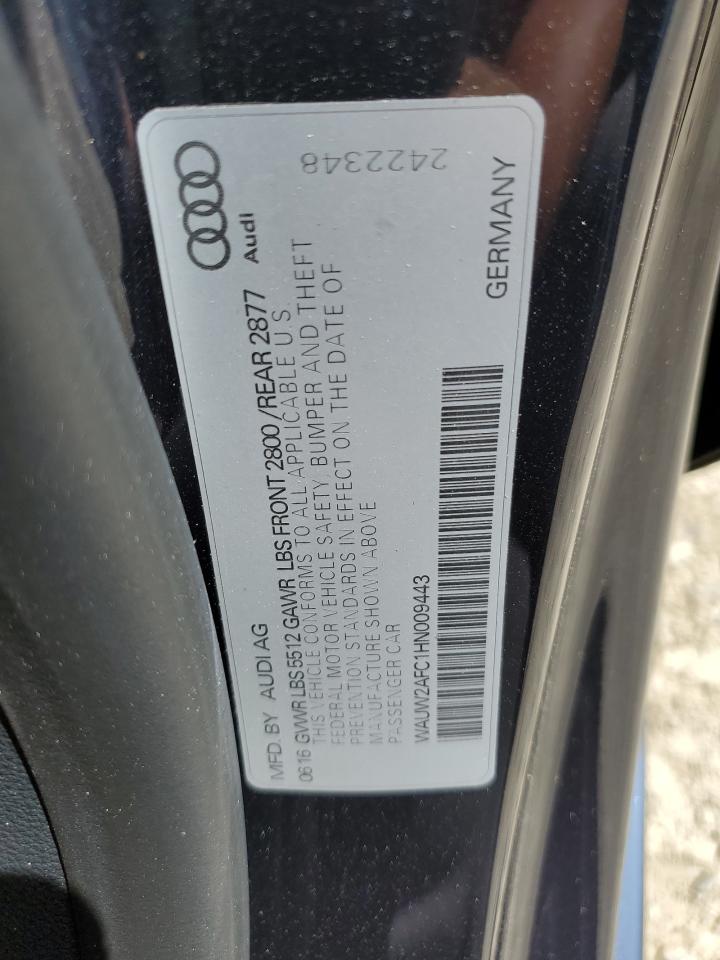 MFD. BY AUDI AG
Audi
06 16 GVWR LBS 5512 GAWR LBS FRONT 2800 / REAR 2877
THIS VEHICLE CONFORMS TO ALL APPLICABLE U.S.
FEDERAL MOTOR VEHICLE SAFETY, BUMPER AND THEFT
PREVENTION STANDARDS IN EFFECT ON THE DATE OF
MANUFACTURE SHOWN ABOVE
PASSENGER CAR
WAUW2AFC1HN009443
GERMANY
2422348